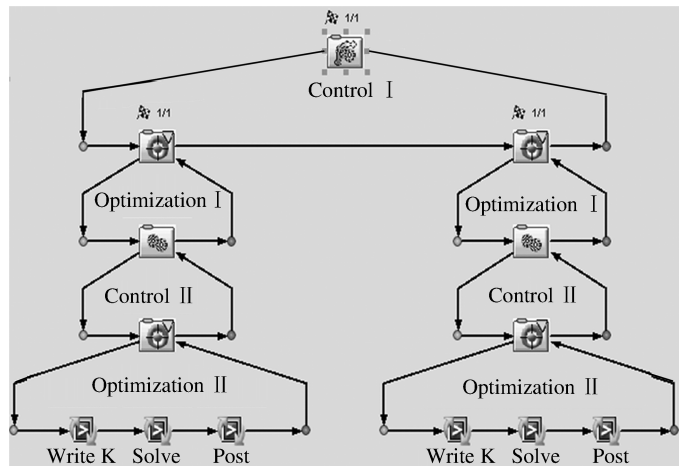 1/1
Control Ⅰ
1/1 1/1
Optimization Ⅰ Optimization Ⅰ
Control Ⅱ Control Ⅱ
Optimization Ⅱ Optimization Ⅱ
Write K Solve Post Write K Solve Post